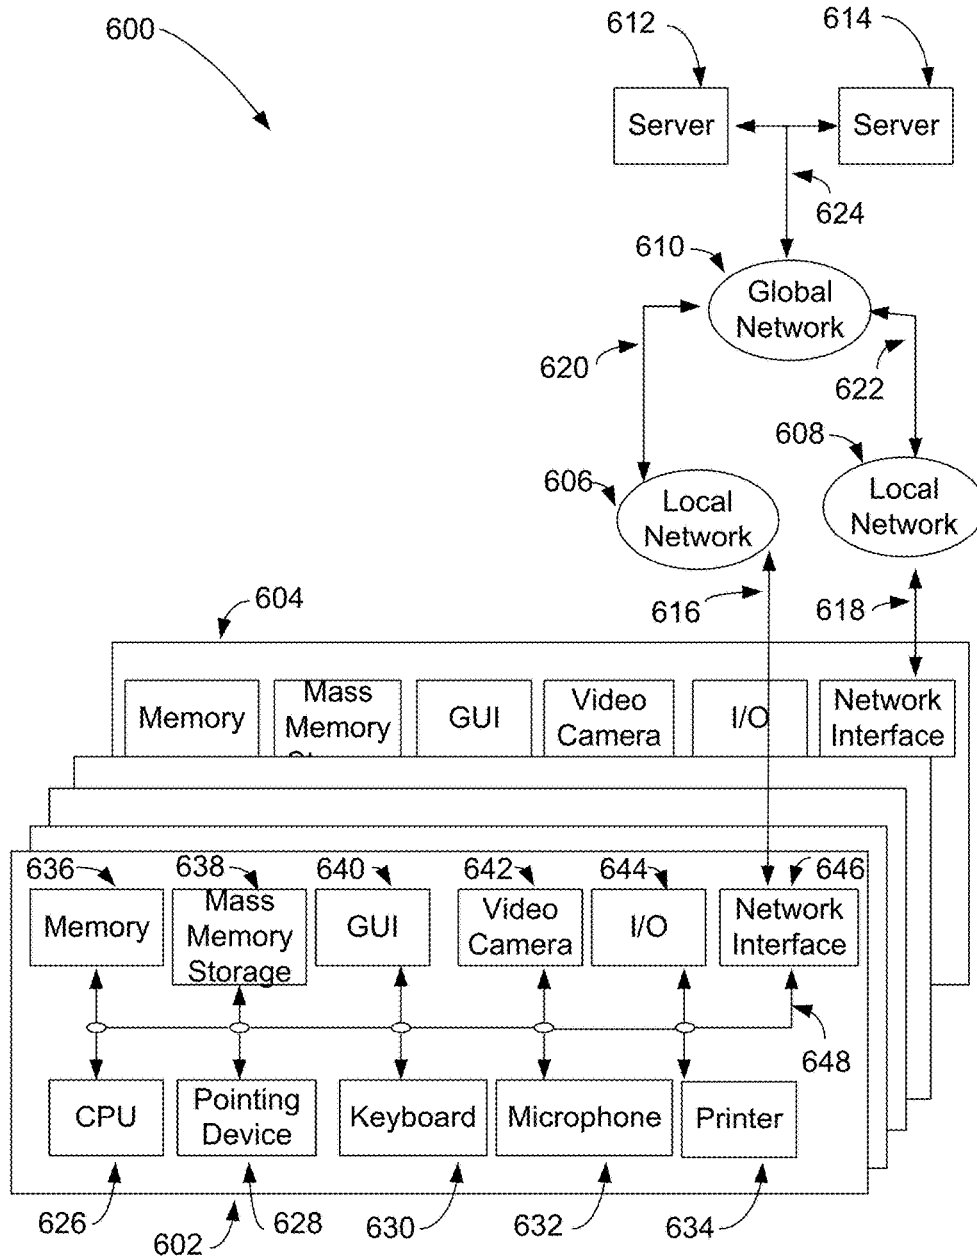 600
612
614
Server
Server
624
610
Global
Network
620
622
608
606
Local
Network
Local
Network
616
618
604
Memory
Mass
Memory
GUI
Video
Camera
I/O
Network
Interface
636
638
640
642
644
646
Memory
Mass
Memory
Storage
GUI
Video
Camera
I/O
Network
Interface
648
CPU
Pointing
Device
Keyboard
Microphone
Printer
626
602
628
630
632
634